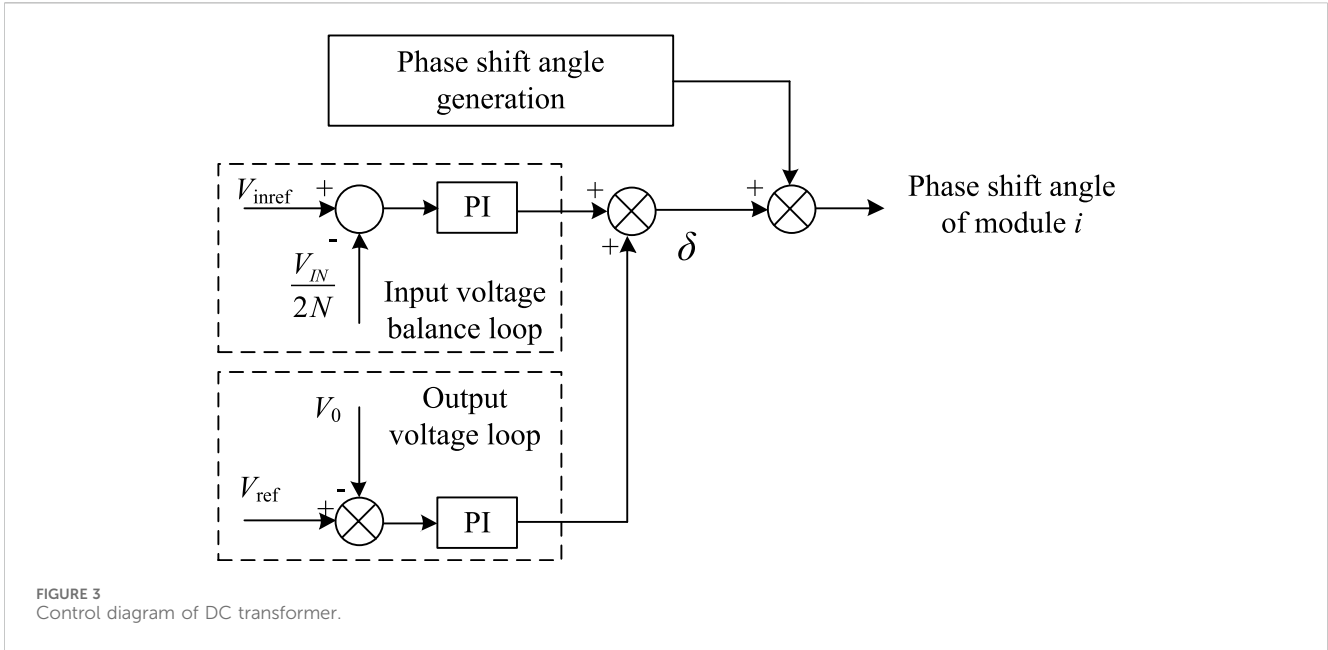 Phase shift angle
generation
V_inref
+
-
V_IN
2N
PI
Input voltage
balance loop
+
+
δ
+
Phase shift angle
of module i
V_0
Output
voltage loop
V_ref
-
+
PI
FIGURE 3
Control diagram of DC transformer.